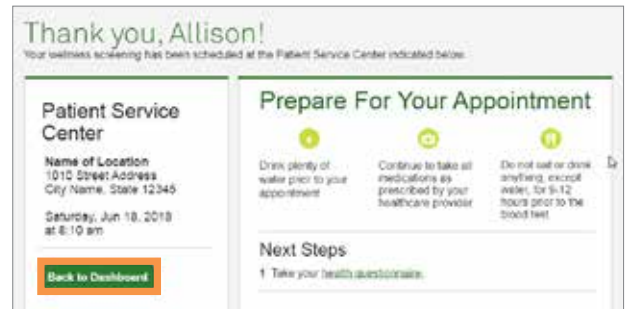 Thank you, Allison!
Your wellness screening has been scheduled at the Patient Service Center indicated below.
Patient Service
Center
Name of Location
1010 Street Address
City Name, State 12345
Saturday, Jun 18, 2018
at 8:10 am
Back to Dashboard
Prepare For Your Appointment
Drink plenty of
water prior to your
appointment
Continue to take all
medications as
prescribed by your
healthcare provider
Do not eat or drink
anything, except
water, for 9-12
hours prior to the
blood test
Next Steps
1 Take your health questionnaire.